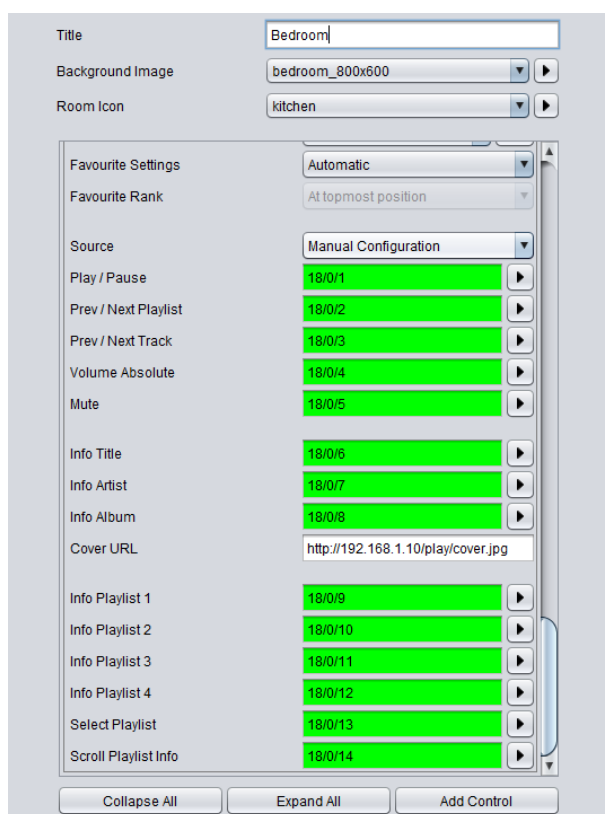 Title Bedroom
Background Image bedroom_800x600
Room Icon kitchen
Favourite Settings Automatic
Favourite Rank At topmost position
Source Manual Configuration
Play / Pause 18/0/1
Prev / Next Playlist 18/0/2
Prev / Next Track 18/0/3
Volume Absolute 18/0/4
Mute 18/0/5
Info Title 18/0/6
Info Artist 18/0/7
Info Album 18/0/8
Cover URL http://192.168.1.10/play/cover.jpg
Info Playlist 1 18/0/9
Info Playlist 2 18/0/10
Info Playlist 3 18/0/11
Info Playlist 4 18/0/12
Select Playlist 18/0/13
Scroll Playlist Info 18/0/14
Collapse All Expand All Add Control